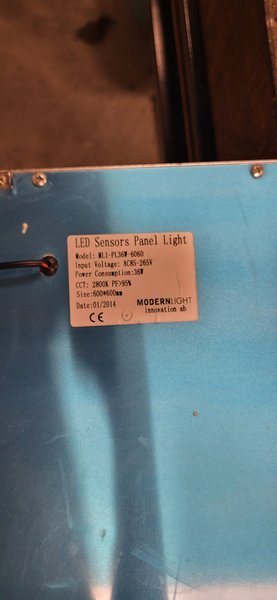 LED Sensors Panel Light
Model: MLI-PL36W-6060
Input Voltage: AC85-265V
Power Consumption:36W
CCT: 2800K PF>95%
Size:600*600mm
Date:01/2014
CE
MODERNLIGHT
innovation ab